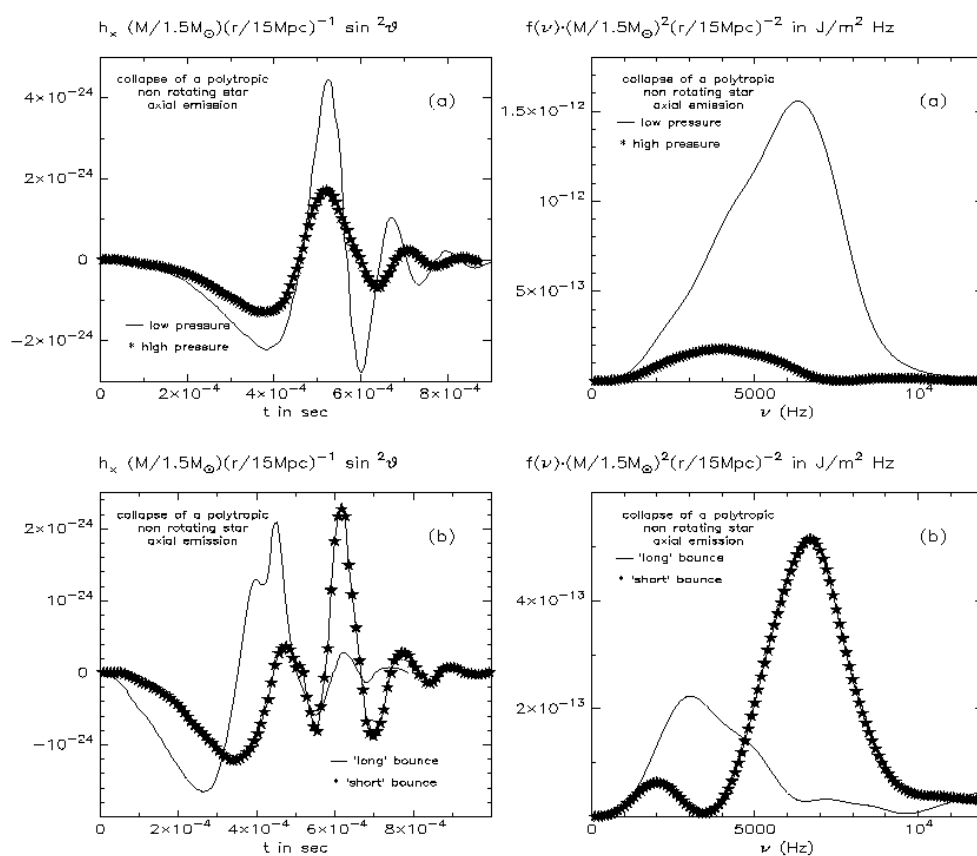 hₓ (M/1.5M☉)(r/15Mpc)⁻¹ sin ²ϑ
collapse of a polytropic
non rotating star
axial emission
(a)
4×10⁻²⁴
2×10⁻²⁴
0
−2×10⁻²⁴
— low pressure
* high pressure
0
2×10⁻⁴
4×10⁻⁴
6×10⁻⁴
8×10⁻⁴
t in sec
f(ν)·(M/1.5M☉)²(r/15Mpc)⁻² in J/m² Hz
collapse of a polytropic
non rotating star
axial emission
(a)
— low pressure
* high pressure
1.5×10⁻¹²
10⁻¹²
5×10⁻¹³
0
0
5000
10⁴
ν (Hz)
hₓ (M/1.5M☉)(r/15Mpc)⁻¹ sin ²ϑ
collapse of a polytropic
non rotating star
axial emission
(b)
2×10⁻²⁴
10⁻²⁴
0
−10⁻²⁴
— 'long' bounce
◆ 'short' bounce
0
2×10⁻⁴
4×10⁻⁴
6×10⁻⁴
8×10⁻⁴
t in sec
f(ν)·(M/1.5M☉)²(r/15Mpc)⁻² in J/m² Hz
collapse of a polytropic
non rotating star
axial emission
(b)
— 'long' bounce
◆ 'short' bounce
4×10⁻¹³
2×10⁻¹³
0
0
5000
10⁴
ν (Hz)